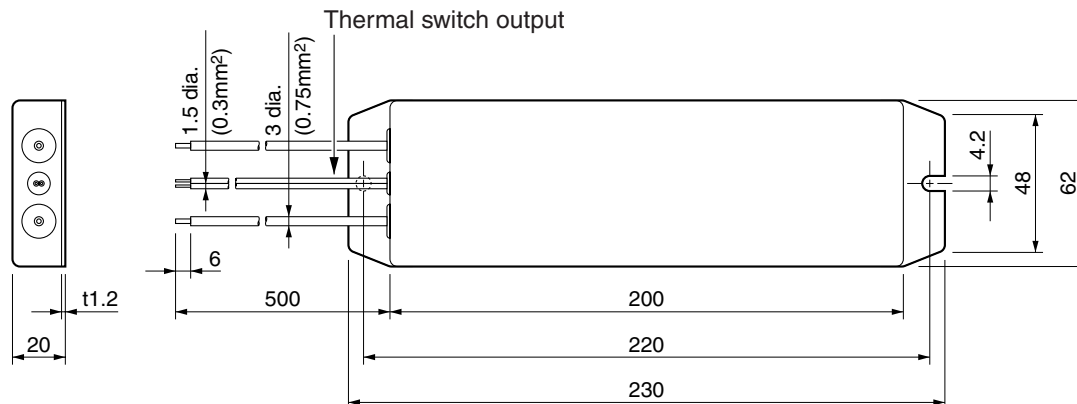 Thermal switch output
1.5 dia.
(0.3mm²)
3 dia.
(0.75mm²)
4.2
48
62
6
t1.2
500
200
20
220
230